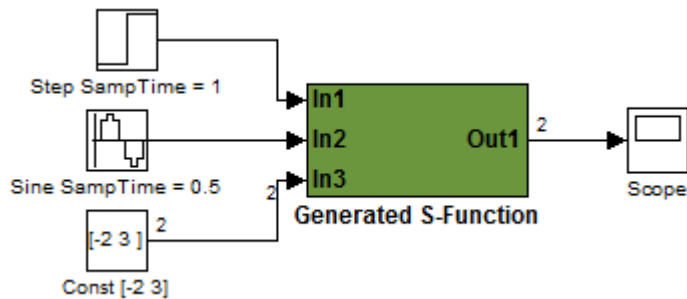 Step SampTime = 1
In1
In2
In3
Out1
2
Sine SampTime = 0.5
2
Generated S-Function
Scope
[-2 3 ]
2
Const [-2 3]